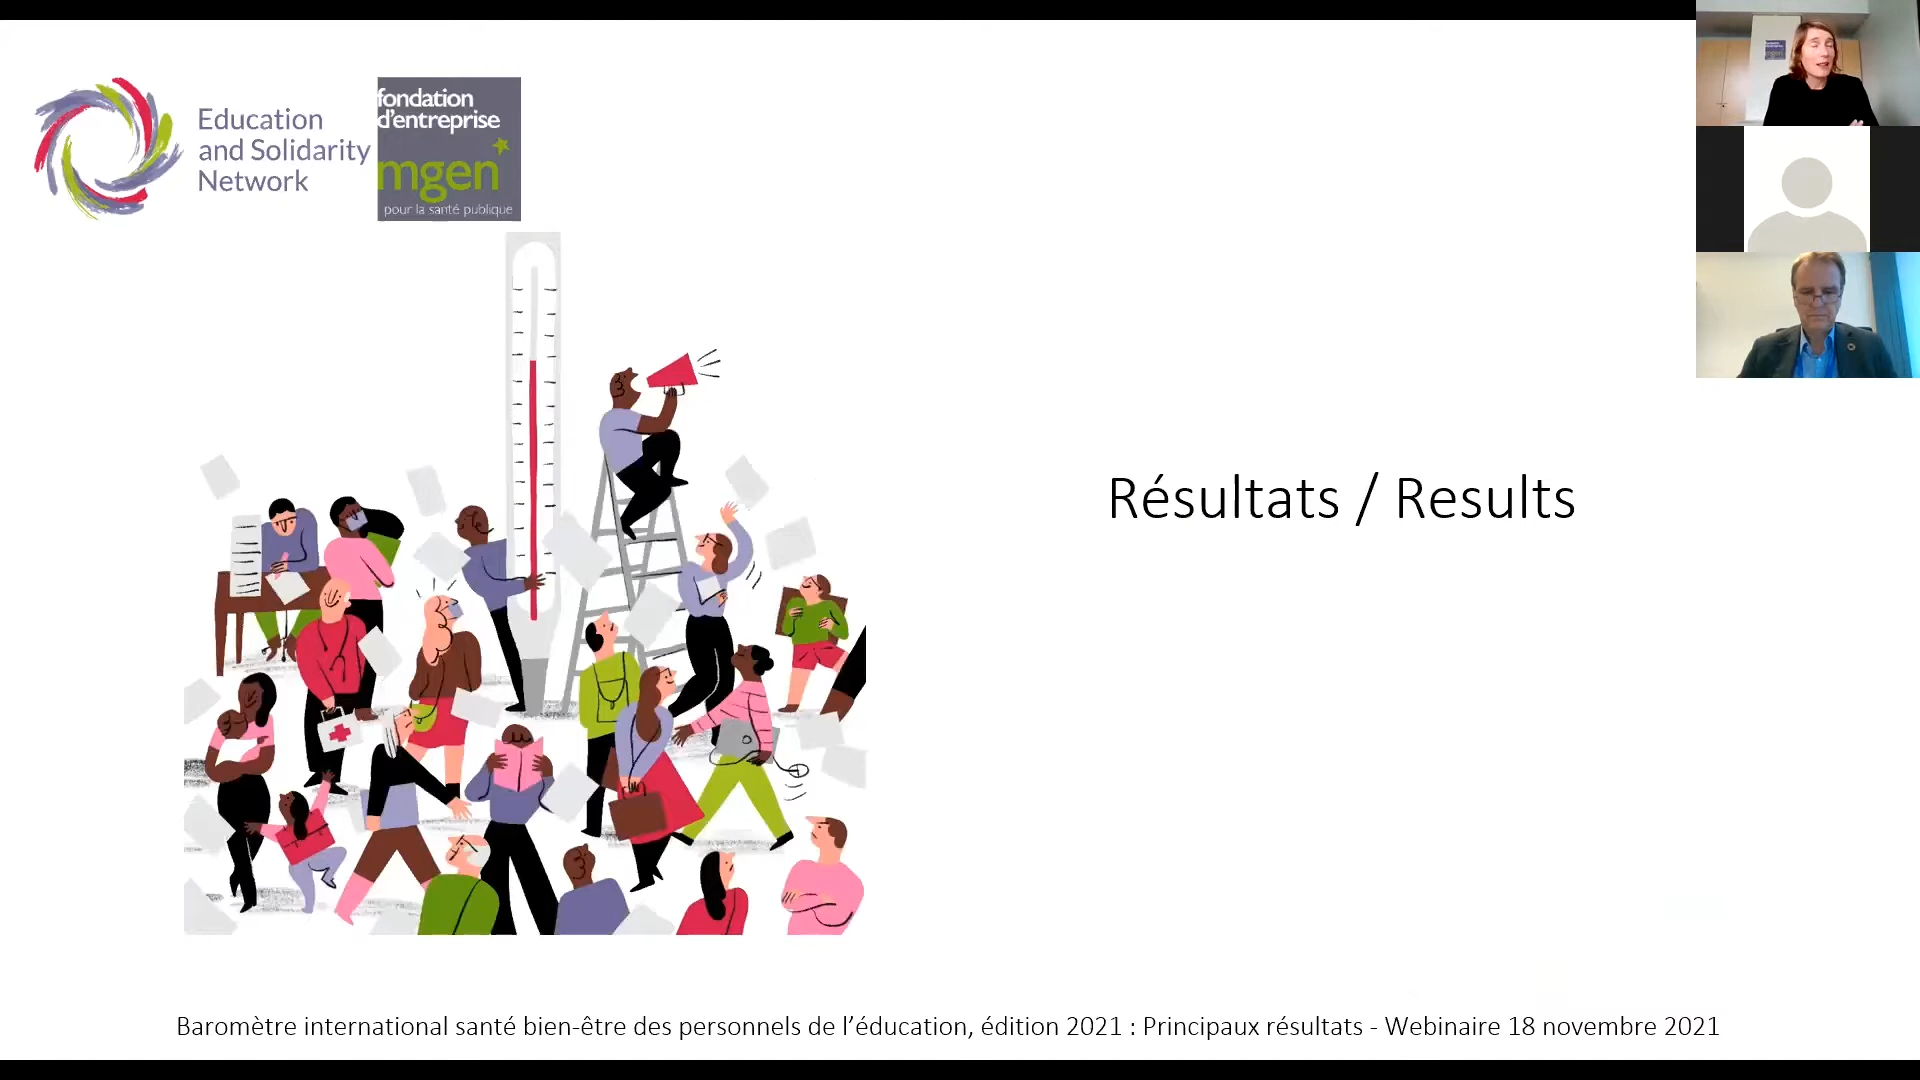 Education
and Solidarity
Network
fondation
d’entreprise
mgen
pour la santé publique
Résultats / Results
Baromètre international santé bien-être des personnels de l’éducation, édition 2021 : Principaux résultats - Webinaire 18 novembre 2021